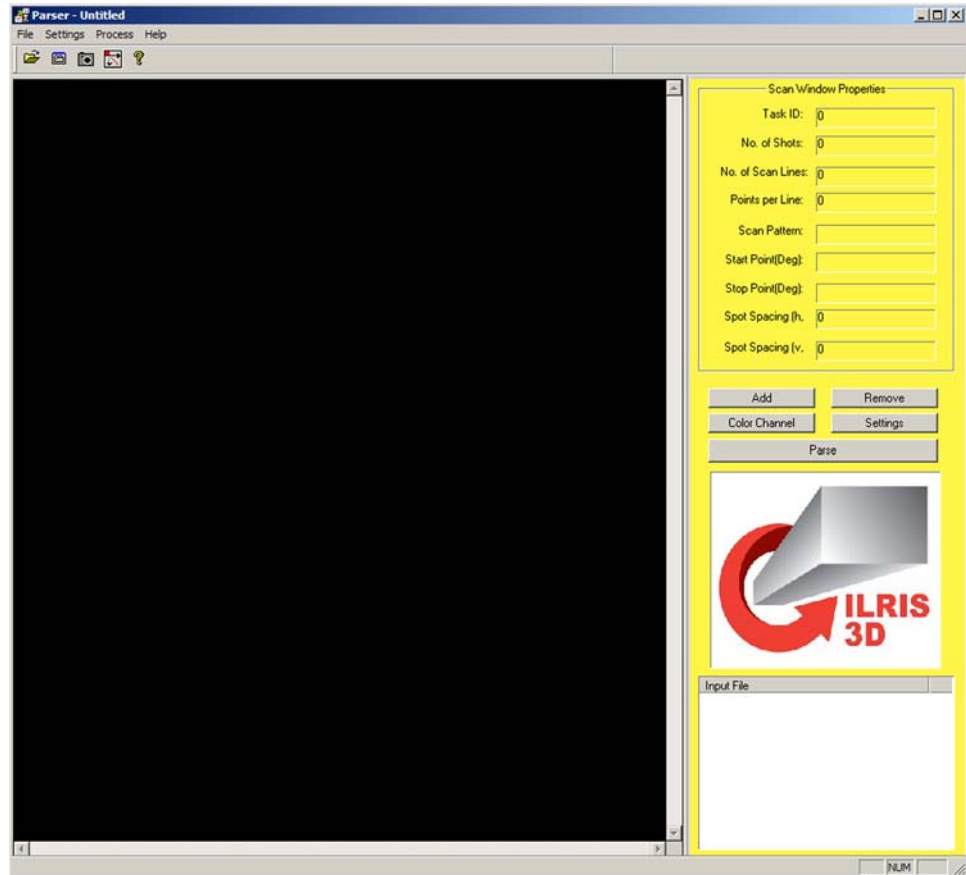 Parser - Untitled
File Settings Process Help
Scan Window Properties
Task ID: 0
No. of Shots: 0
No. of Scan Lines: 0
Points per Line: 0
Scan Pattern:
Start Point(Deg):
Stop Point(Deg):
Spot Spacing (h, 0
Spot Spacing (v, 0
Add Remove
Color Channel Settings
Parse
ILRIS
3D
Input File
NUM